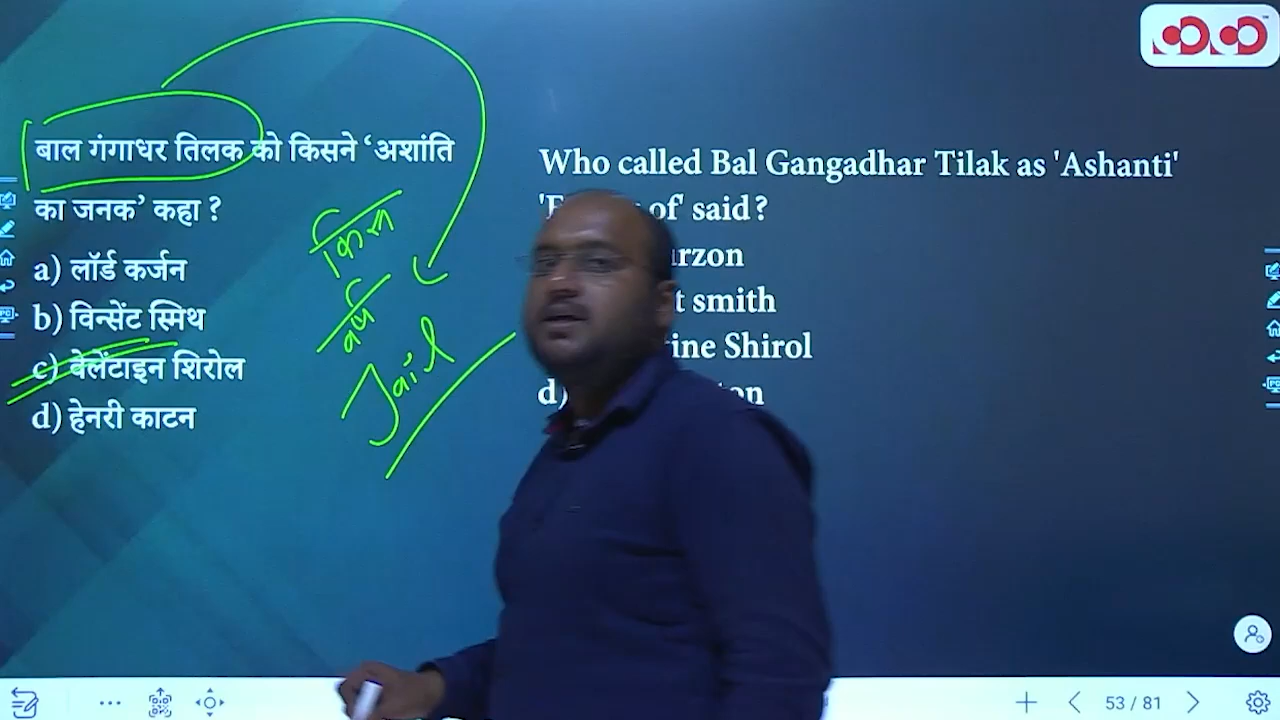 बाल गंगाधर तिलक को किसने ‘अशांति
का जनक’ कहा ?
a) लॉर्ड कर्जन
b) विन्सेंट स्मिथ
c) वेलेंटाइन शिरोल
d) हेनरी काटन
किस
वर्ष
Jail
Who called Bal Gangadhar Tilak as 'Ashanti'
of' said?
smith
Shirol
d)
53 / 81